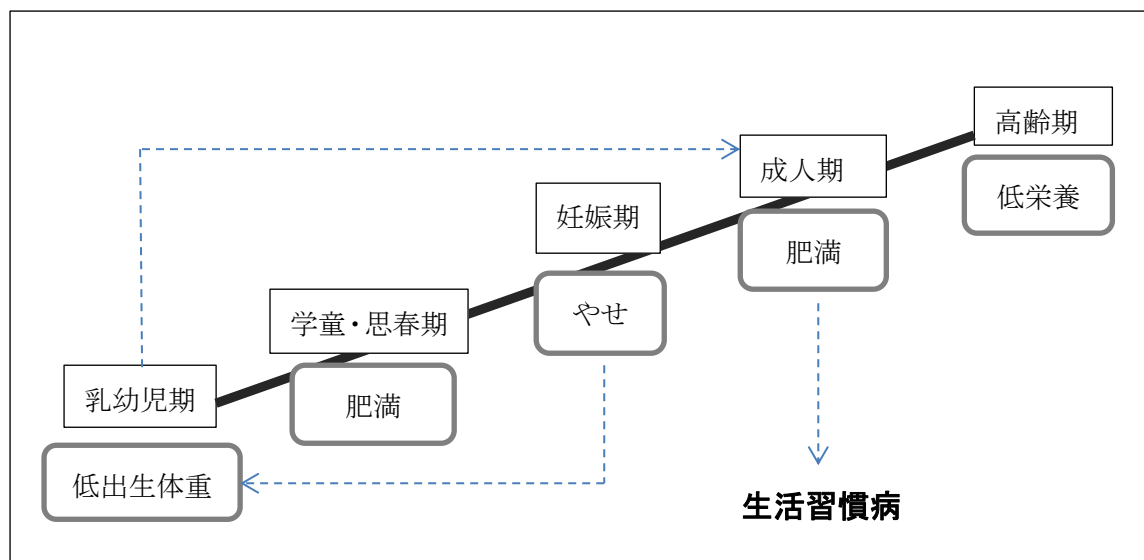 高齢期
低栄養
成人期
肥満
妊娠期
やせ
学童・思春期
肥満
乳幼児期
低出生体重
生活習慣病